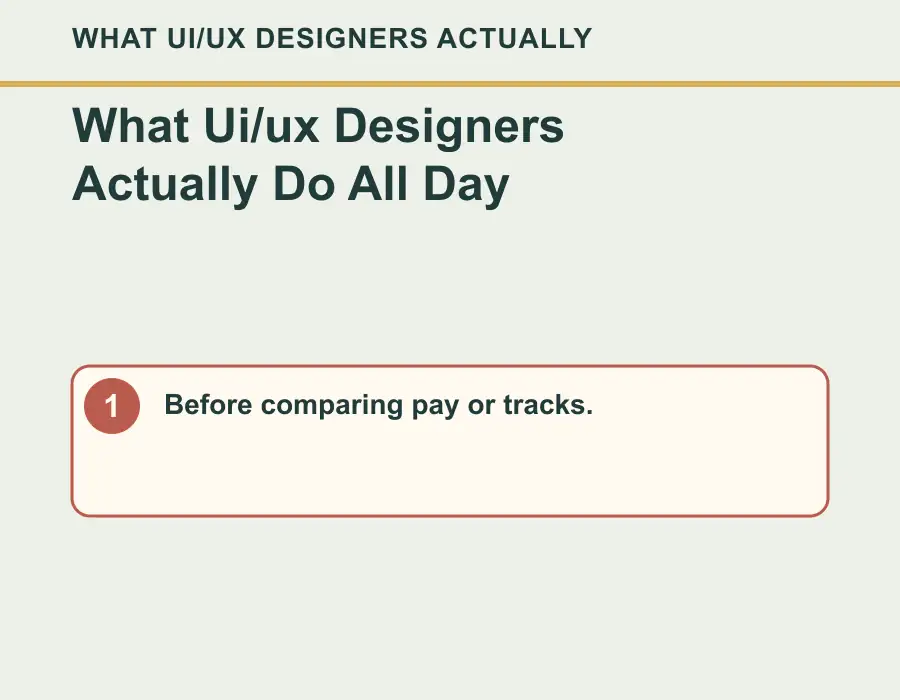 WHAT UI/UX DESIGNERS ACTUALLY
What Ui/ux Designers
Actually Do All Day
1 Before comparing pay or tracks.